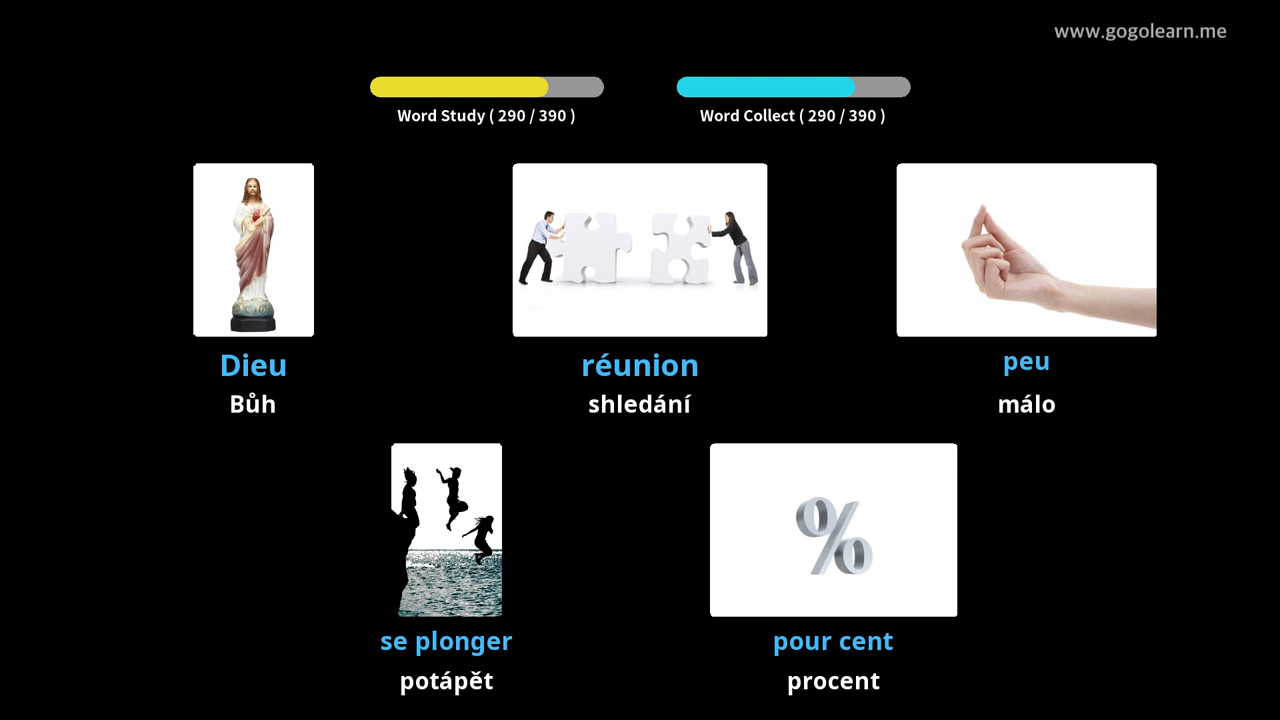 www.gogolearn.me
Word Study ( 290 / 390 )
Word Collect ( 290 / 390 )
Dieu
Bůh
réunion
shledání
peu
málo
se plonger
potápět
%
pour cent
procent